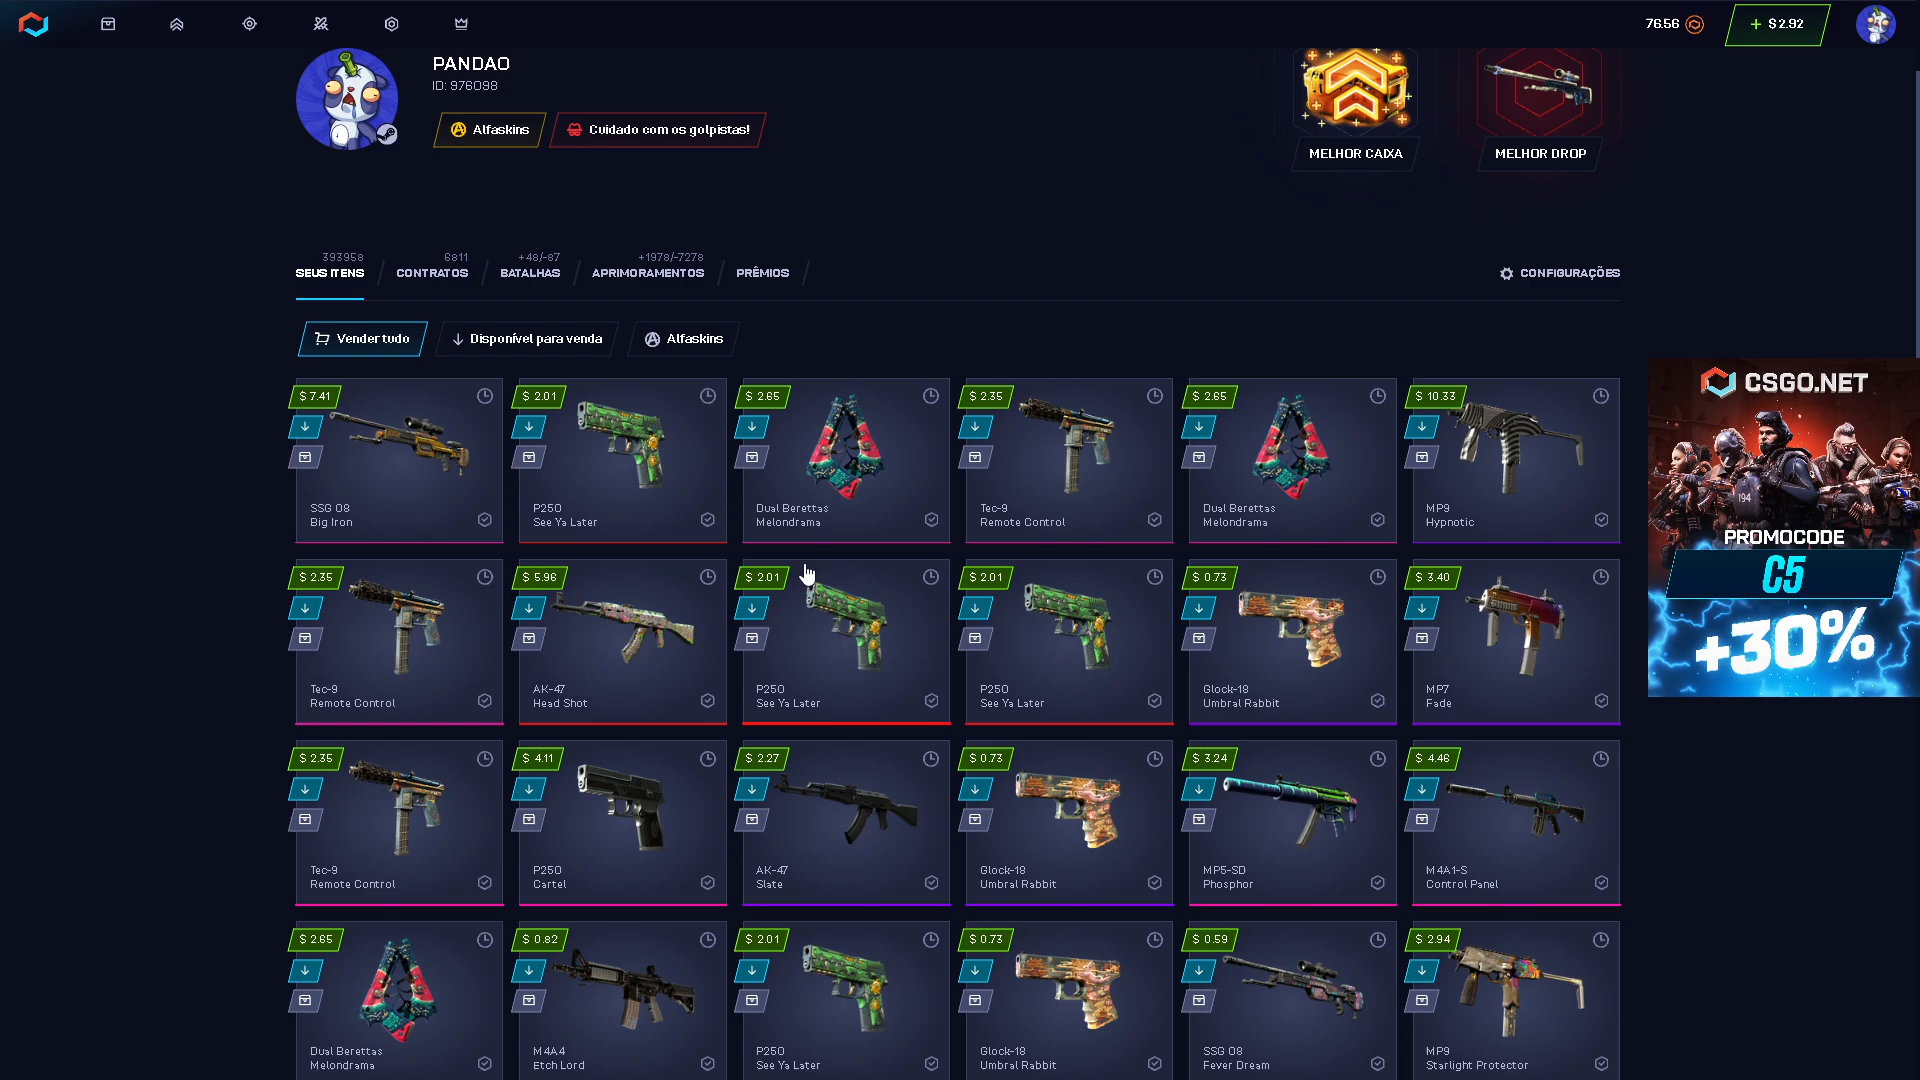 76.56
+ $ 2.92
PANDAO
ID: 976098
Alfaskins
Cuidado com os golpistas!
MELHOR CAIXA
MELHOR DROP
393958
SEUS ITENS
6811
CONTRATOS
+48/-87
BATALHAS
+1978/-7278
APRIMORAMENTOS
PRÊMIOS
CONFIGURAÇÕES
Vender tudo
Disponível para venda
Alfaskins
$ 7.41
SSG 08
Big Iron
$ 2.01
P250
See Ya Later
$ 2.65
Dual Berettas
Melondrama
$ 2.35
Tec-9
Remote Control
$ 2.65
Dual Berettas
Melondrama
$ 10.33
MP9
Hypnotic
$ 2.35
Tec-9
Remote Control
$ 5.96
AK-47
Head Shot
$ 2.01
P250
See Ya Later
$ 2.01
P250
See Ya Later
$ 0.73
Glock-18
Umbral Rabbit
$ 3.40
MP7
Fade
$ 2.35
Tec-9
Remote Control
$ 4.11
P250
Cartel
$ 2.27
AK-47
Slate
$ 0.73
Glock-18
Umbral Rabbit
$ 3.24
MP5-SD
Phosphor
$ 4.46
M4A1-S
Control Panel
$ 2.65
Dual Berettas
Melondrama
$ 0.82
M4A4
Etch Lord
$ 2.01
P250
See Ya Later
$ 0.73
Glock-18
Umbral Rabbit
$ 0.59
SSG 08
Fever Dream
$ 2.94
MP9
Starlight Protector
CSGO.NET
194
PROMOCODE
C5
+30%